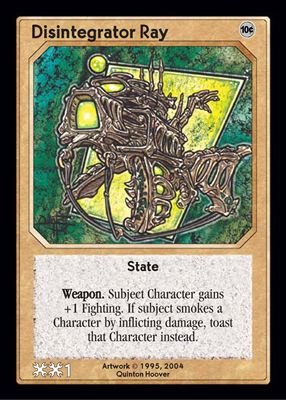 Disintegrator Ray
10¢
State
Weapon. Subject Character gains
+1 Fighting. If subject smokes a
Character by inflicting damage, toast
that Character instead.
1
Artwork © 1995, 2004
Quinton Hoover